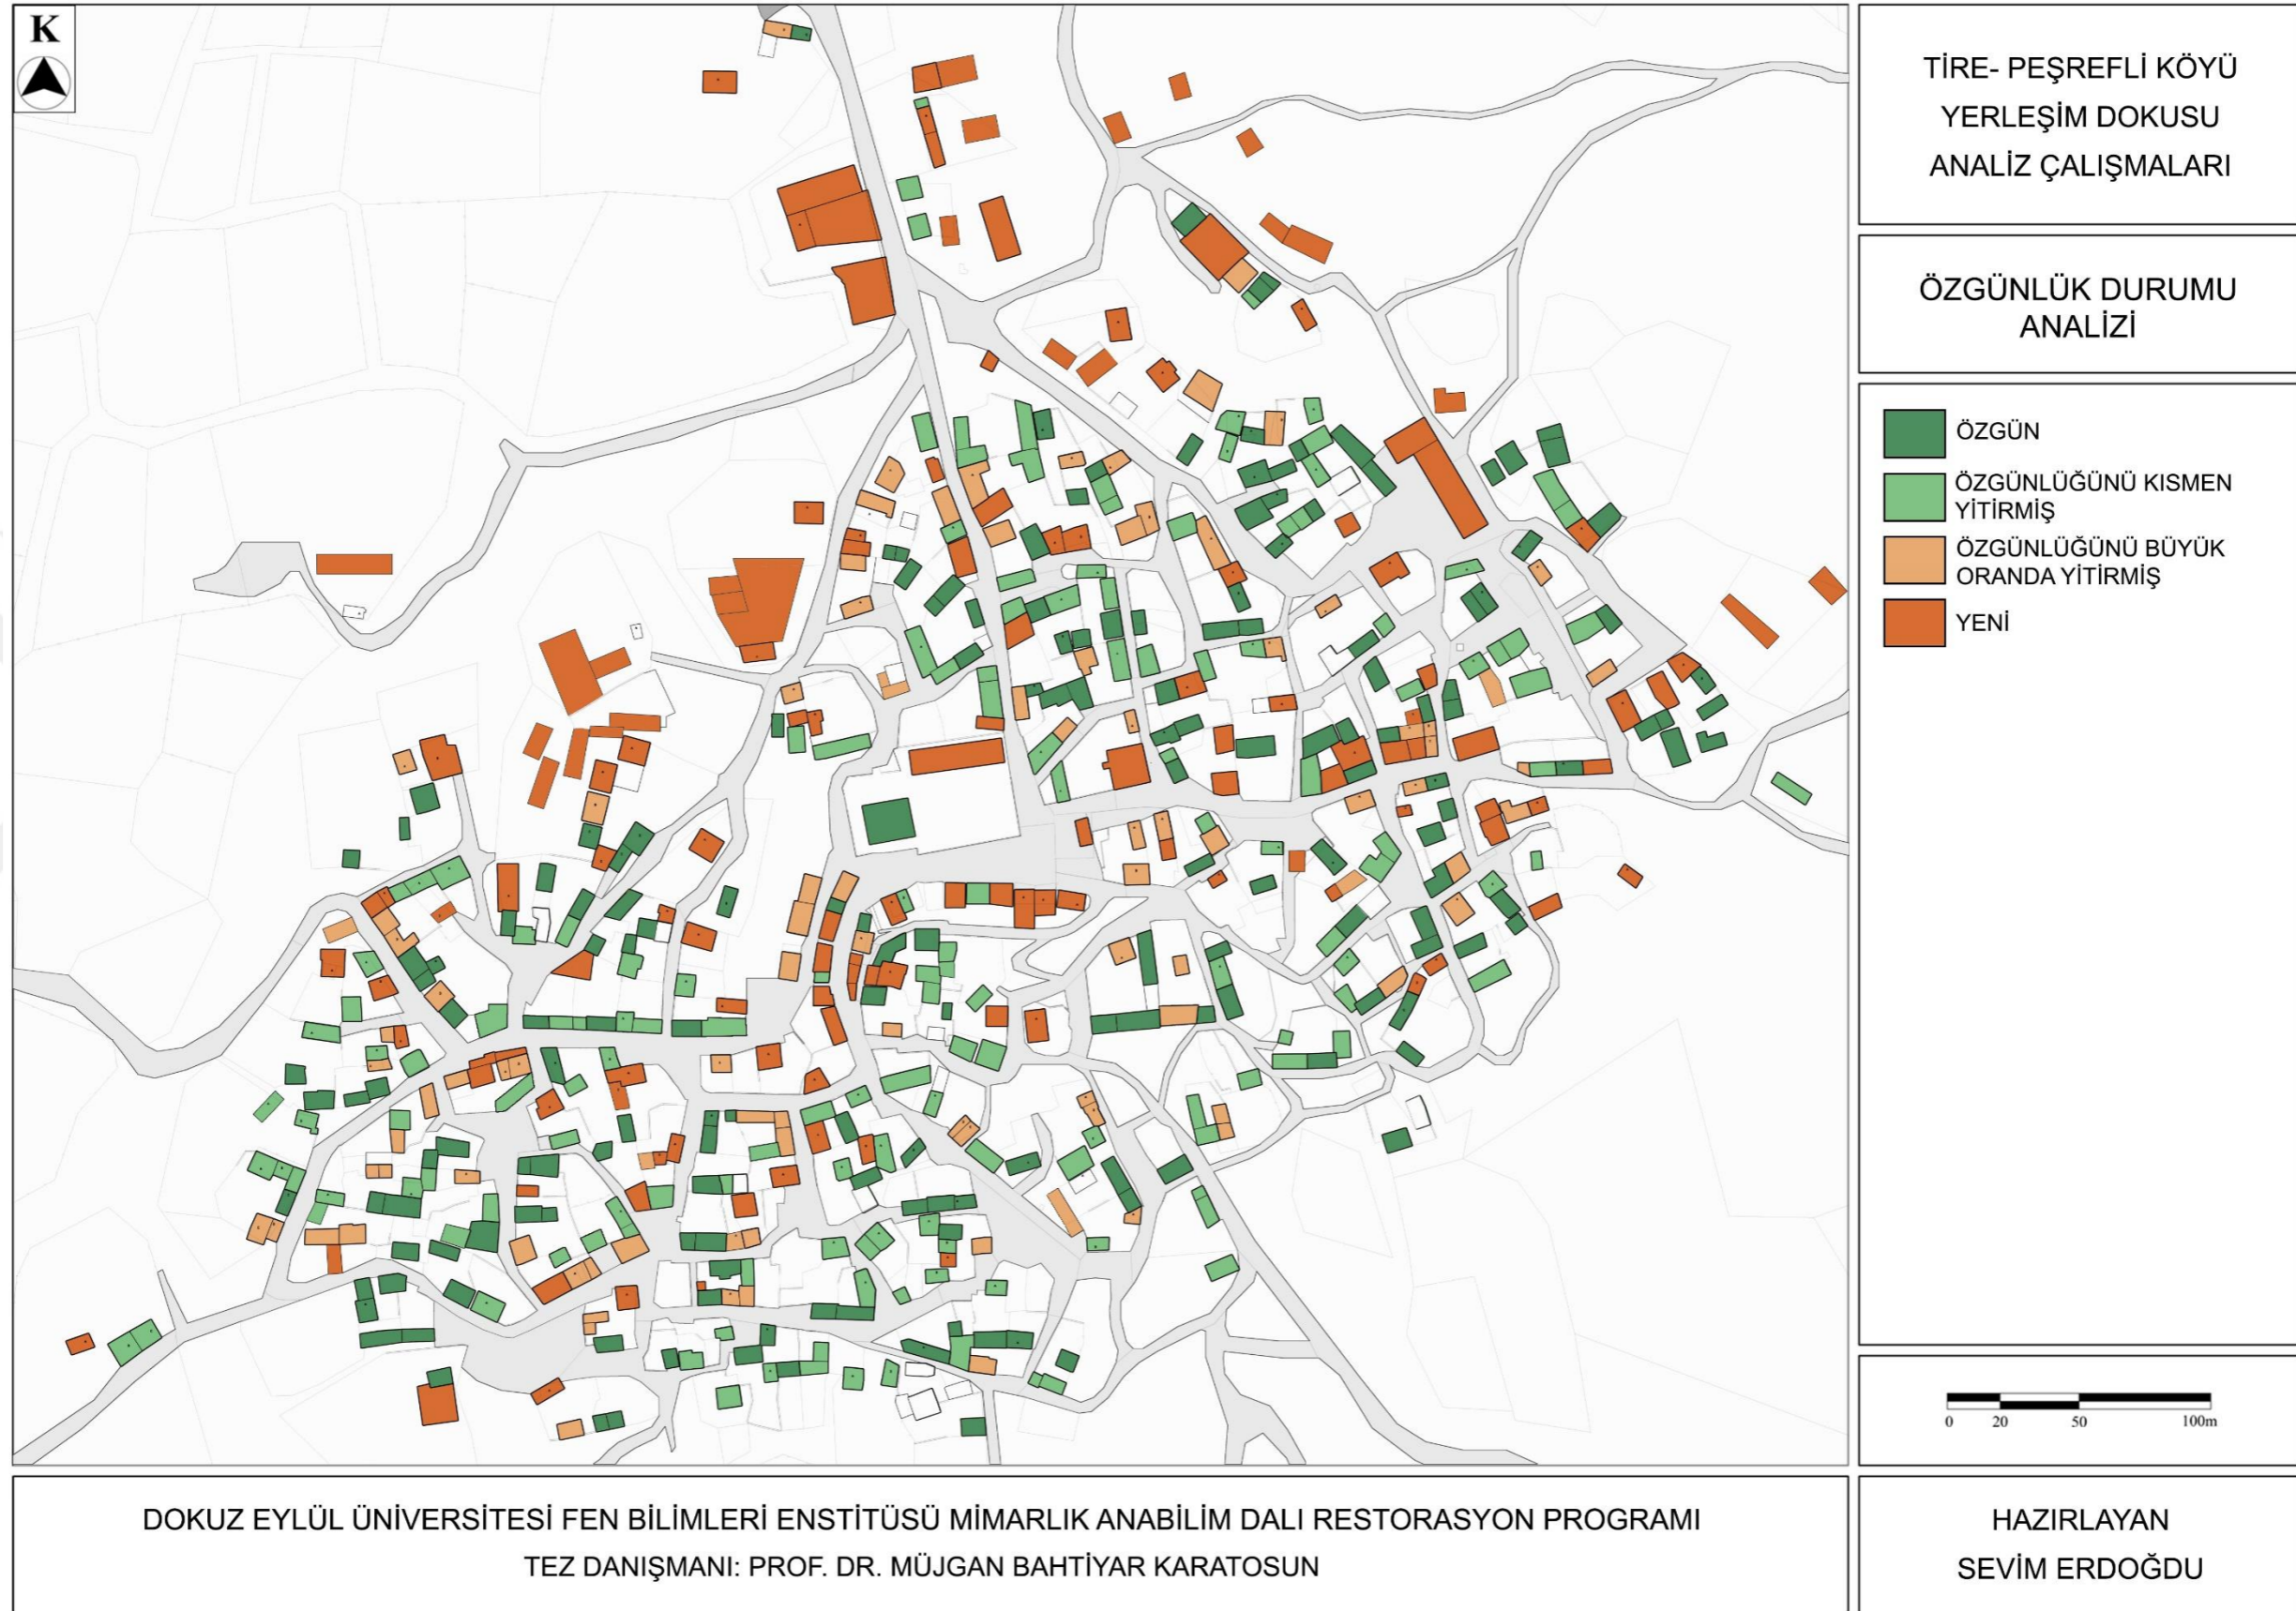 K
TİRE- PEŞREFLİ KÖYÜ
YERLEŞİM DOKUSU
ANALİZ ÇALIŞMALARI
ÖZGÜNLÜK DURUMU
ANALİZİ
ÖZGÜN
ÖZGÜNLÜĞÜNÜ KISMEN
YİTİRMİŞ
ÖZGÜNLÜĞÜNÜ BÜYÜK
ORANDA YİTİRMİŞ
YENİ
0 20 50 100m
DOKUZ EYLÜL ÜNİVERSİTESİ FEN BİLİMLERİ ENSTİTÜSÜ MİMARLIK ANABİLİM DALI RESTORASYON PROGRAMI
TEZ DANIŞMANI: PROF. DR. MÜJGAN BAHTİYAR KARATOSUN
HAZIRLAYAN
SEVİM ERDOĞDU